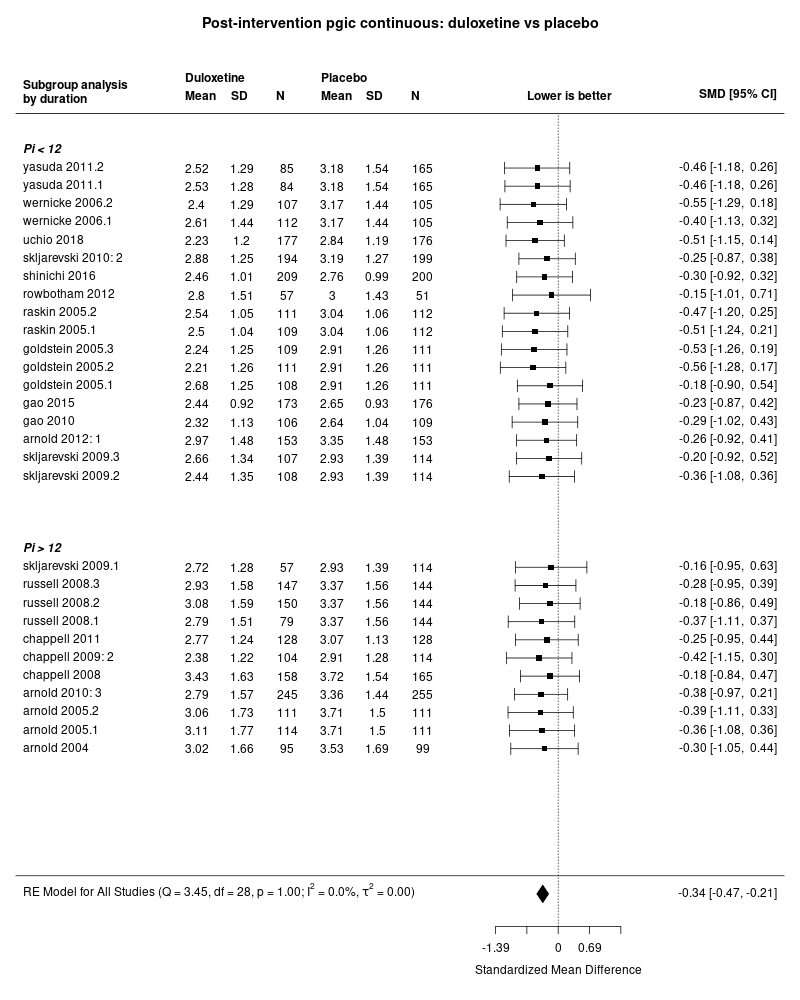 Post-intervention pgic continuous: duloxetine vs placebo
Duloxetine Placebo
Subgroup analysis by duration Mean SD N Mean SD N Lower is better SMD [95% CI]
Pi < 12
yasuda 2011.2 2.52 1.29 85 3.18 1.54 165 -0.46 [-1.18, 0.26]
yasuda 2011.1 2.53 1.28 84 3.18 1.54 165 -0.46 [-1.18, 0.26]
wernicke 2006.2 2.4 1.29 107 3.17 1.44 105 -0.55 [-1.29, 0.18]
wernicke 2006.1 2.61 1.44 112 3.17 1.44 105 -0.40 [-1.13, 0.32]
uchio 2018 2.23 1.2 177 2.84 1.19 176 -0.51 [-1.15, 0.14]
skljarevski 2010: 2 2.88 1.25 194 3.19 1.27 199 -0.25 [-0.87, 0.38]
shinichi 2016 2.46 1.01 209 2.76 0.99 200 -0.30 [-0.92, 0.32]
rowbotham 2012 2.8 1.51 57 3 1.43 51 -0.15 [-1.01, 0.71]
raskin 2005.2 2.54 1.05 111 3.04 1.06 112 -0.47 [-1.20, 0.25]
raskin 2005.1 2.5 1.04 109 3.04 1.06 112 -0.51 [-1.24, 0.21]
goldstein 2005.3 2.24 1.25 109 2.91 1.26 111 -0.53 [-1.26, 0.19]
goldstein 2005.2 2.21 1.26 111 2.91 1.26 111 -0.56 [-1.28, 0.17]
goldstein 2005.1 2.68 1.25 108 2.91 1.26 111 -0.18 [-0.90, 0.54]
gao 2015 2.44 0.92 173 2.65 0.93 176 -0.23 [-0.87, 0.42]
gao 2010 2.32 1.13 106 2.64 1.04 109 -0.29 [-1.02, 0.43]
arnold 2012: 1 2.97 1.48 153 3.35 1.48 153 -0.26 [-0.92, 0.41]
skljarevski 2009.3 2.66 1.34 107 2.93 1.39 114 -0.20 [-0.92, 0.52]
skljarevski 2009.2 2.44 1.35 108 2.93 1.39 114 -0.36 [-1.08, 0.36]
Pi > 12
skljarevski 2009.1 2.72 1.28 57 2.93 1.39 114 -0.16 [-0.95, 0.63]
russell 2008.3 2.93 1.58 147 3.37 1.56 144 -0.28 [-0.95, 0.39]
russell 2008.2 3.08 1.59 150 3.37 1.56 144 -0.18 [-0.86, 0.49]
russell 2008.1 2.79 1.51 79 3.37 1.56 144 -0.37 [-1.11, 0.37]
chappell 2011 2.77 1.24 128 3.07 1.13 128 -0.25 [-0.95, 0.44]
chappell 2009: 2 2.38 1.22 104 2.91 1.28 114 -0.42 [-1.15, 0.30]
chappell 2008 3.43 1.63 158 3.72 1.54 165 -0.18 [-0.84, 0.47]
arnold 2010: 3 2.79 1.57 245 3.36 1.44 255 -0.38 [-0.97, 0.21]
arnold 2005.2 3.06 1.73 111 3.71 1.5 111 -0.39 [-1.11, 0.33]
arnold 2005.1 3.11 1.77 114 3.71 1.5 111 -0.36 [-1.08, 0.36]
arnold 2004 3.02 1.66 95 3.53 1.69 99 -0.30 [-1.05, 0.44]
RE Model for All Studies (Q = 3.45, df = 28, p = 1.00; I² = 0.0%, τ² = 0.00) -0.34 [-0.47, -0.21]
-1.39 0 0.69
Standardized Mean Difference